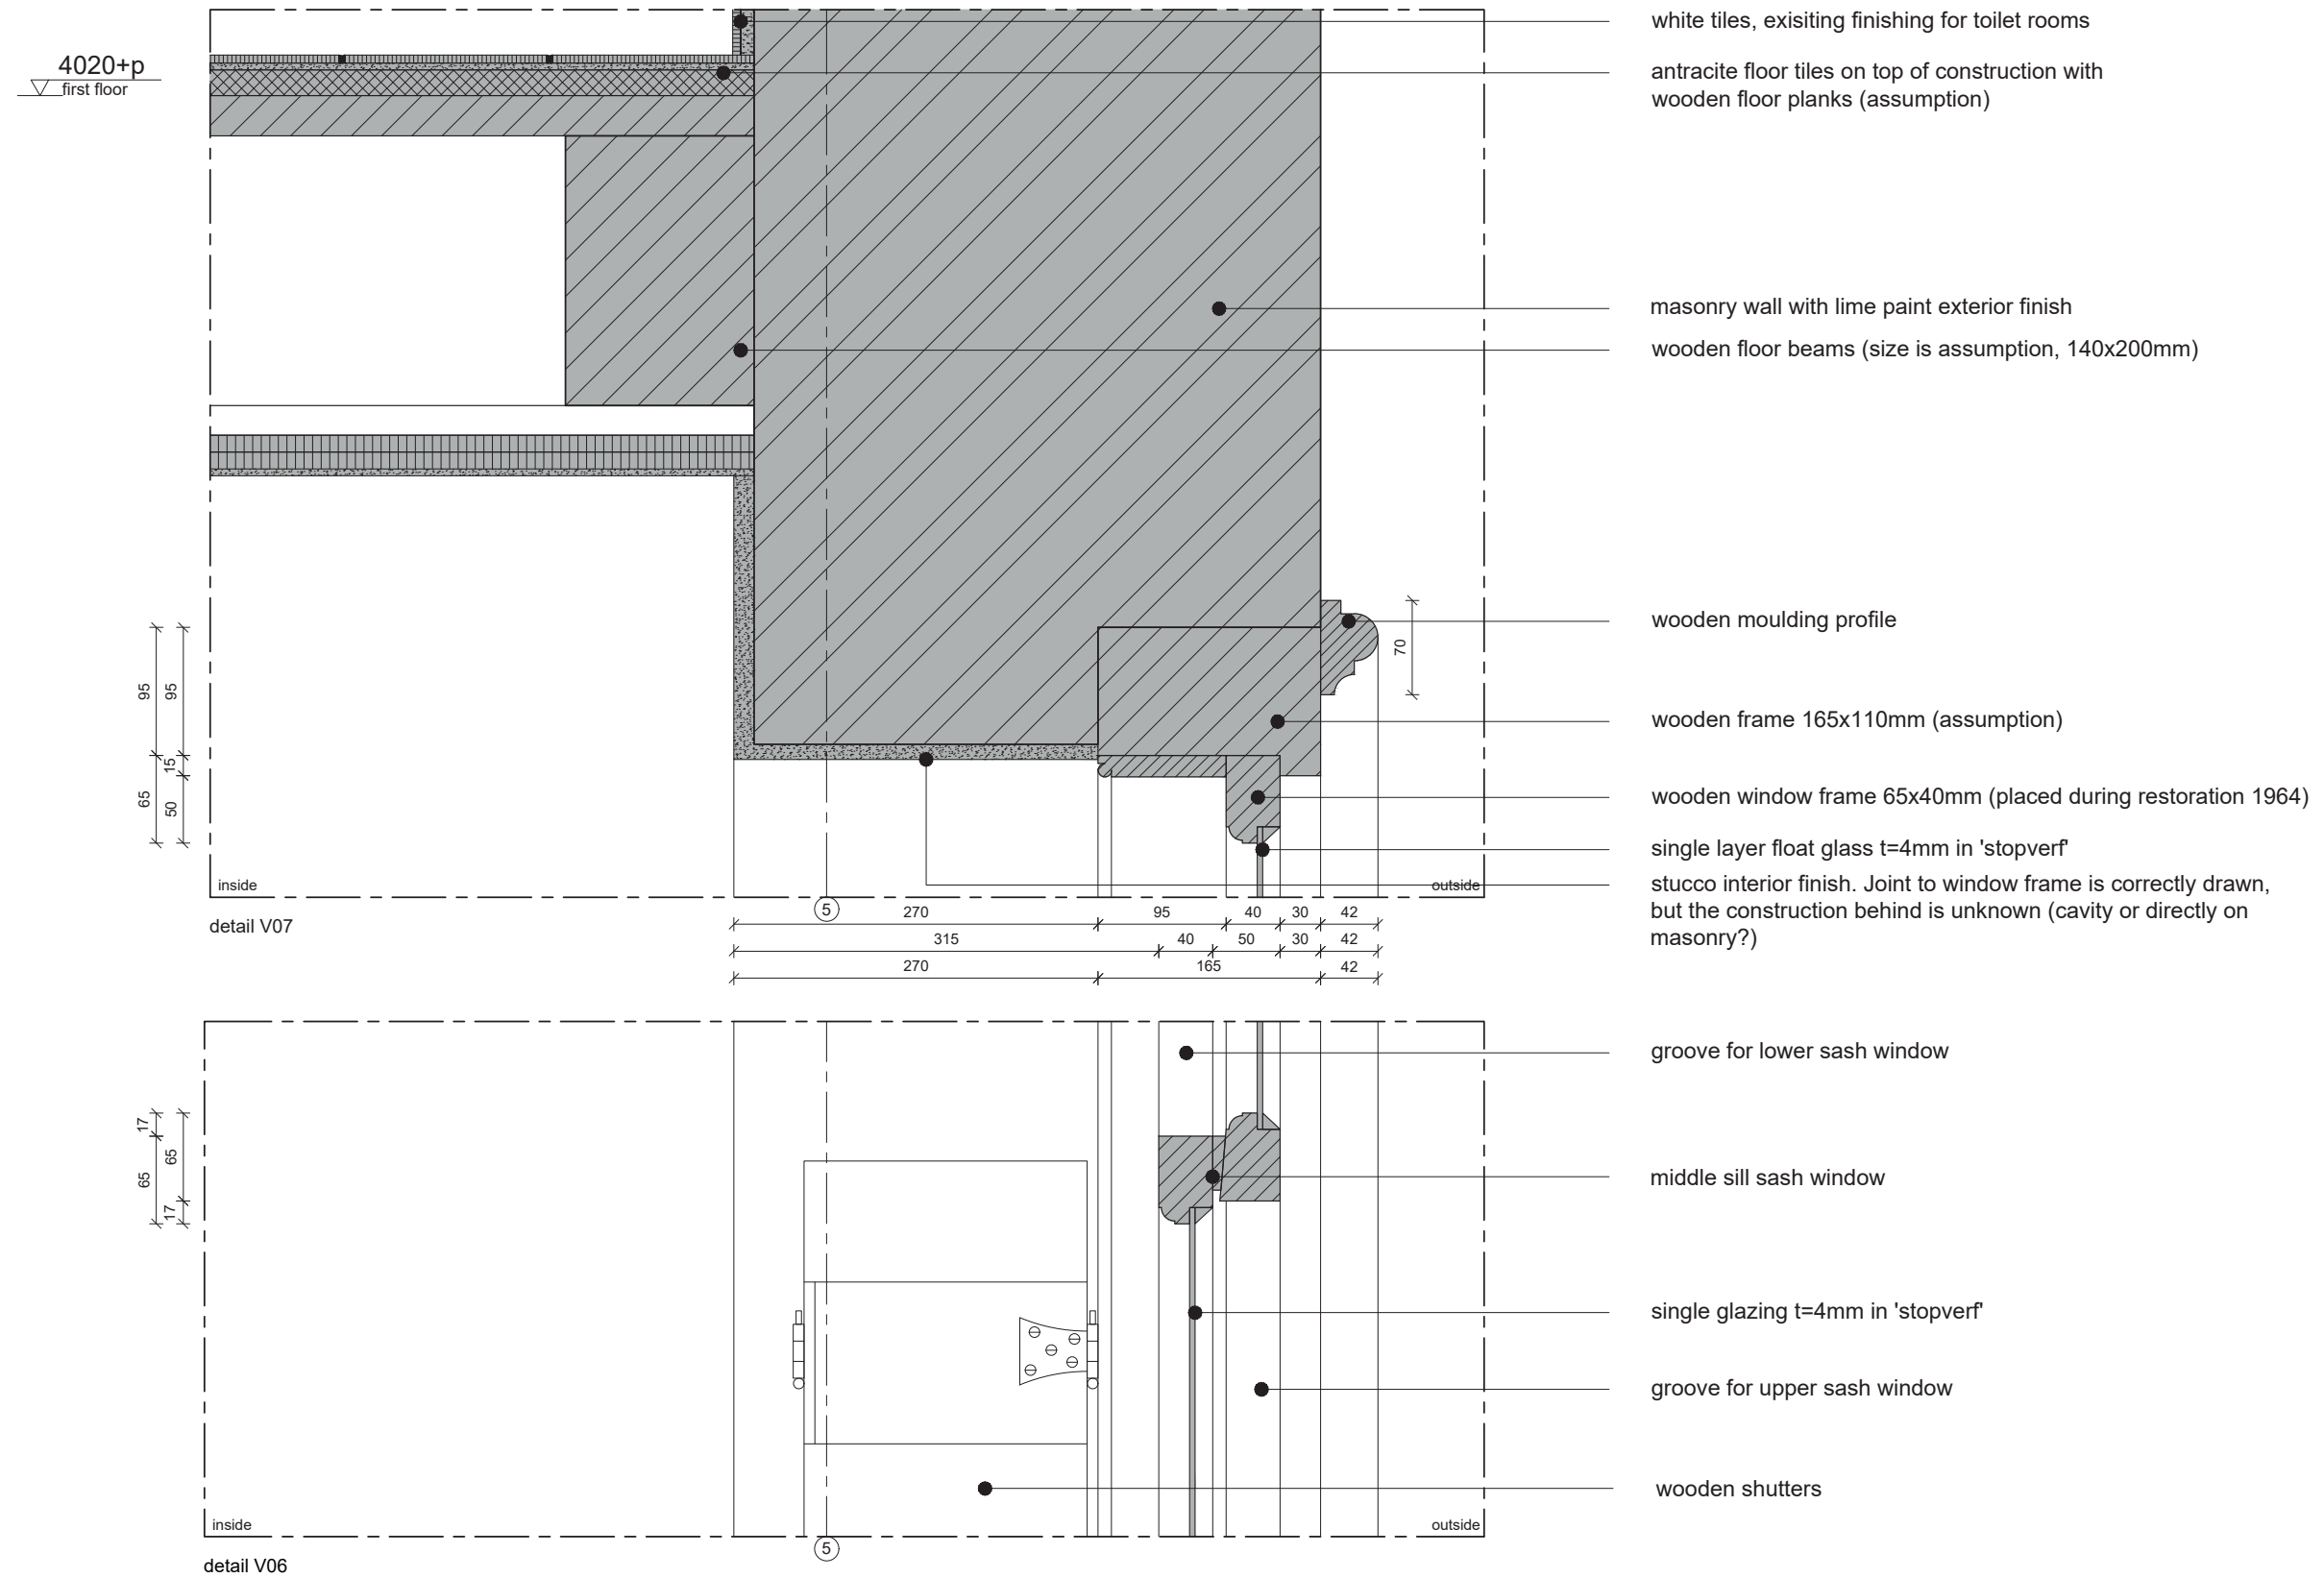 white tiles, exisiting finishing for toilet rooms
4020+p
first floor
antracite floor tiles on top of construction with
wooden floor planks (assumption)
masonry wall with lime paint exterior finish
wooden floor beams (size is assumption, 140x200mm)
wooden moulding profile
70
95
95
wooden frame 165x110mm (assumption)
15
65
50
wooden window frame 65x40mm (placed during restoration 1964)
single layer float glass t=4mm in 'stopverf'
inside
outside
stucco interior finish. Joint to window frame is correctly drawn,
but the construction behind is unknown (cavity or directly on
masonry?)
detail V07
5
270
95
40
30
42
315
40
50
30
42
270
165
42
groove for lower sash window
17
65
65
17
middle sill sash window
single glazing t=4mm in 'stopverf'
groove for upper sash window
wooden shutters
inside
outside
5
detail V06